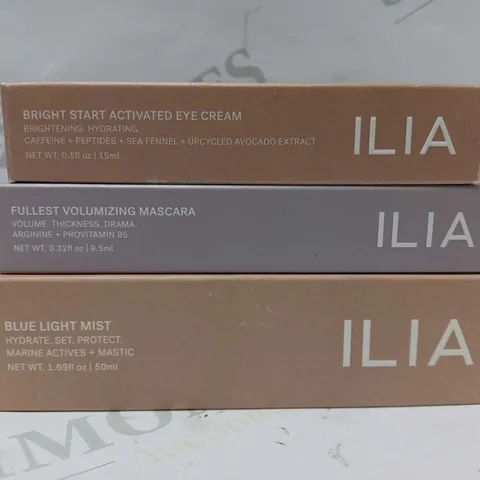 BRIGHT START ACTIVATED EYE CREAM
BRIGHTENING. HYDRATING.
CAFFEINE + PEPTIDES + SEA FENNEL + UPCYCLED AVOCADO EXTRACT
NET WT. 0.5fl oz | 15ml
ILIA
FULLEST VOLUMIZING MASCARA
VOLUME. THICKNESS. DRAMA.
ARGININE + PROVITAMIN B5
NET WT. 0.32fl oz | 9.5ml
ILIA
BLUE LIGHT MIST
HYDRATE. SET. PROTECT.
MARINE ACTIVES + MASTIC
NET WT. 1.69fl oz | 50ml
ILIA